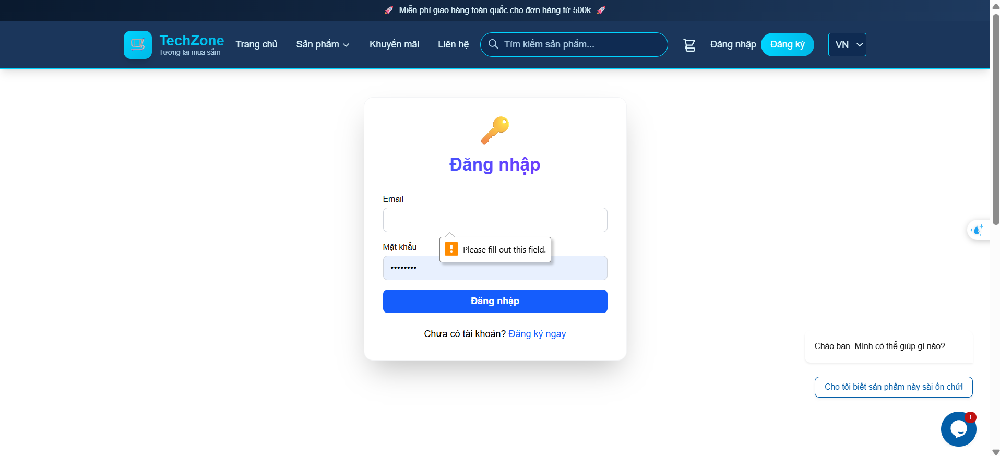 🚀 Miễn phí giao hàng toàn quốc cho đơn hàng từ 500k 🚀
TechZone
Tương lai mua sắm
Trang chủ
Sản phẩm
Khuyến mãi
Liên hệ
Tìm kiếm sản phẩm...
Đăng nhập
Đăng ký
VN
Đăng nhập
Email
Please fill out this field.
Mật khẩu
••••••••
Đăng nhập
Chưa có tài khoản? Đăng ký ngay
Chào bạn. Mình có thể giúp gì nào?
Cho tôi biết sản phẩm này sài ổn chứ!
1